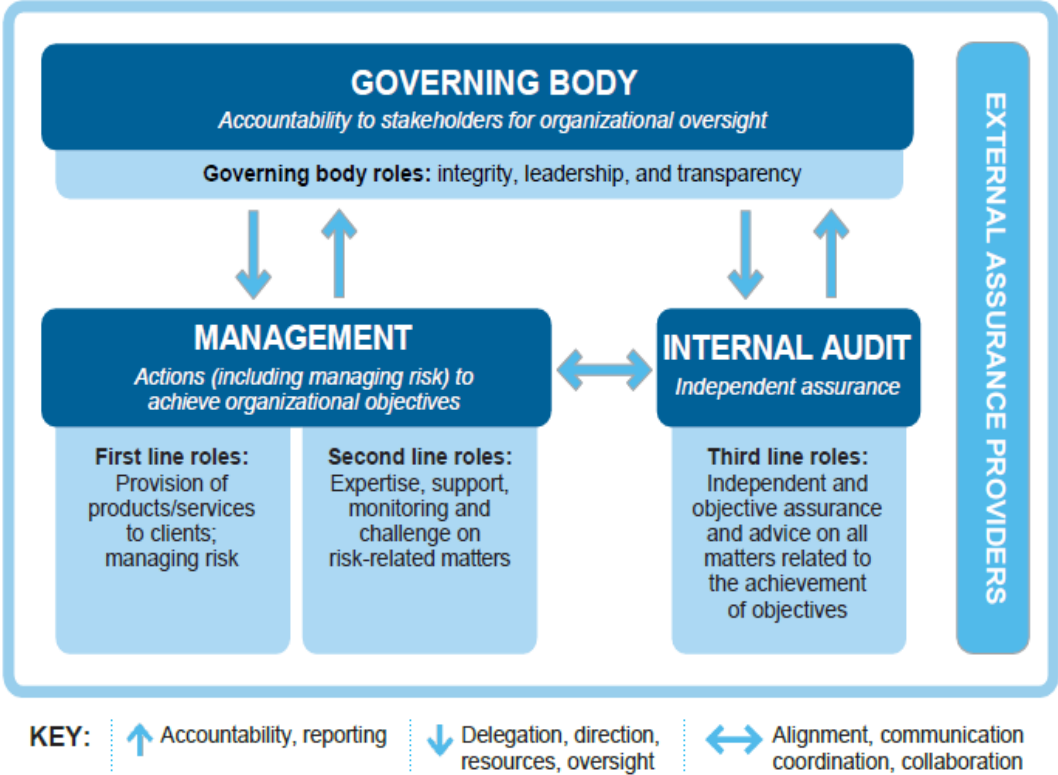 GOVERNING BODY
Accountability to stakeholders for organizational oversight
Governing body roles: integrity, leadership, and transparency
MANAGEMENT
Actions (including managing risk) to
achieve organizational objectives
First line roles:
Provision of
products/services
to clients;
managing risk
Second line roles:
Expertise, support,
monitoring and
challenge on
risk-related matters
INTERNAL AUDIT
Independent assurance
Third line roles:
Independent and
objective assurance
and advice on all
matters related to
the achievement
of objectives
EXTERNAL ASSURANCE PROVIDERS
KEY:
Accountability, reporting
Delegation, direction,
resources, oversight
Alignment, communication
coordination, collaboration